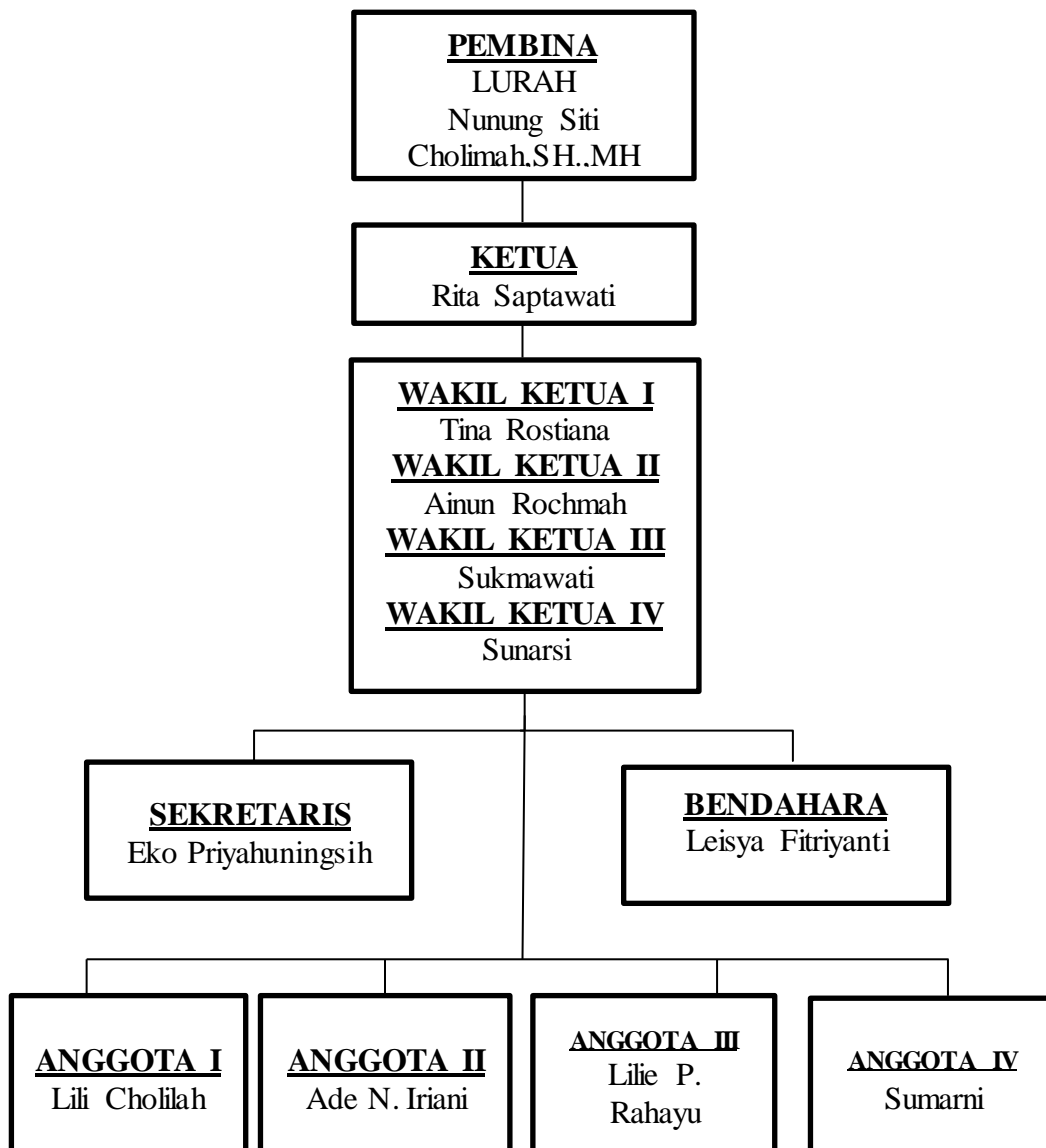 PEMBINA
LURAH
Nunung Siti
Cholimah,SH.,MH
KETUA
Rita Saptawati
WAKIL KETUA I
Tina Rostiana
WAKIL KETUA II
Ainun Rochmah
WAKIL KETUA III
Sukmawati
WAKIL KETUA IV
Sunarsi
SEKRETARIS
Eko Priyahuningsih
BENDAHARA
Leisya Fitriyanti
ANGGOTA I
Lili Cholilah
ANGGOTA II
Ade N. Iriani
ANGGOTA III
Lilie P.
Rahayu
ANGGOTA IV
Sumarni